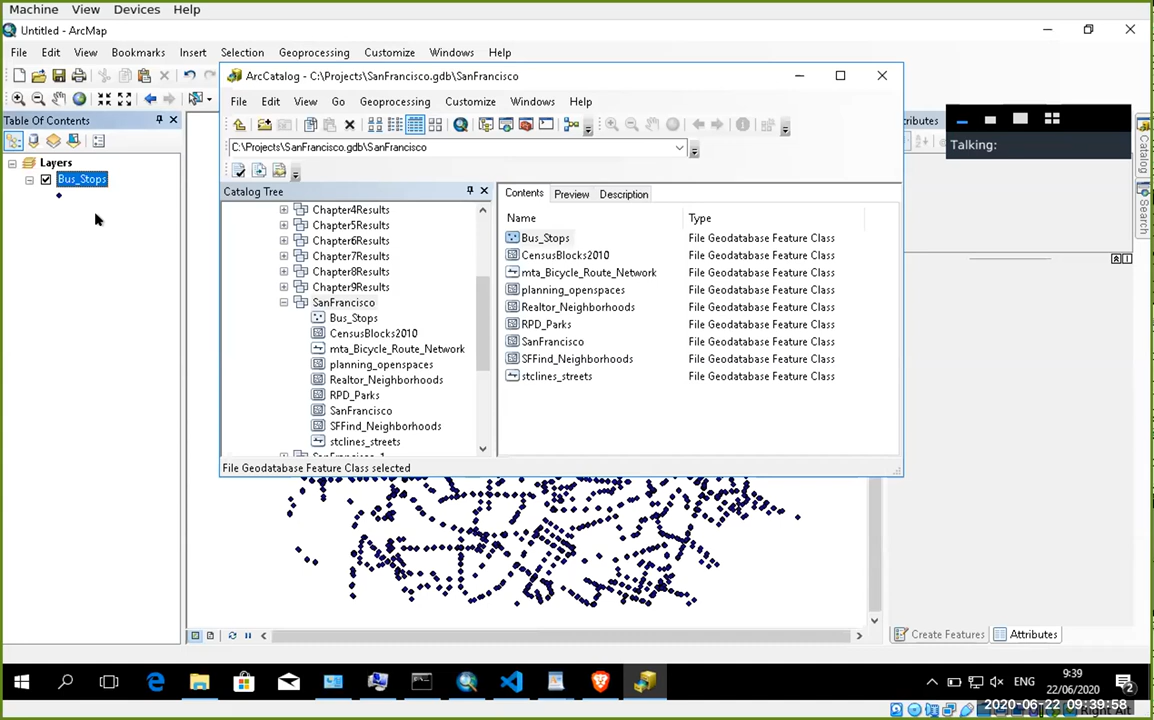 Machine View Devices Help
Untitled - ArcMap
File Edit View Bookmarks Insert Selection Geoprocessing Customize Windows Help
ArcCatalog - C:\Projects\SanFrancisco.gdb\SanFrancisco
File Edit View Go Geoprocessing Customize Windows Help
C:\Projects\SanFrancisco.gdb\SanFrancisco
Table Of Contents
Layers
Bus_Stops
Catalog Tree
Chapter4Results
Chapter5Results
Chapter6Results
Chapter7Results
Chapter8Results
Chapter9Results
SanFrancisco
Bus_Stops
CensusBlocks2010
mta_Bicycle_Route_Network
planning_openspaces
Realtor_Neighborhoods
RPD_Parks
SanFrancisco
SFFind_Neighborhoods
stclines_streets
SanFrancisco_1
Contents Preview Description
Name Type
Bus_Stops File Geodatabase Feature Class
CensusBlocks2010 File Geodatabase Feature Class
mta_Bicycle_Route_Network File Geodatabase Feature Class
planning_openspaces File Geodatabase Feature Class
Realtor_Neighborhoods File Geodatabase Feature Class
RPD_Parks File Geodatabase Feature Class
SanFrancisco File Geodatabase Feature Class
SFFind_Neighborhoods File Geodatabase Feature Class
stclines_streets File Geodatabase Feature Class
File Geodatabase Feature Class selected
Talking:
Catalog
Search
Create Features Attributes
ENG
9:39
22/06/2020
2
2020-06-22 09:39:58